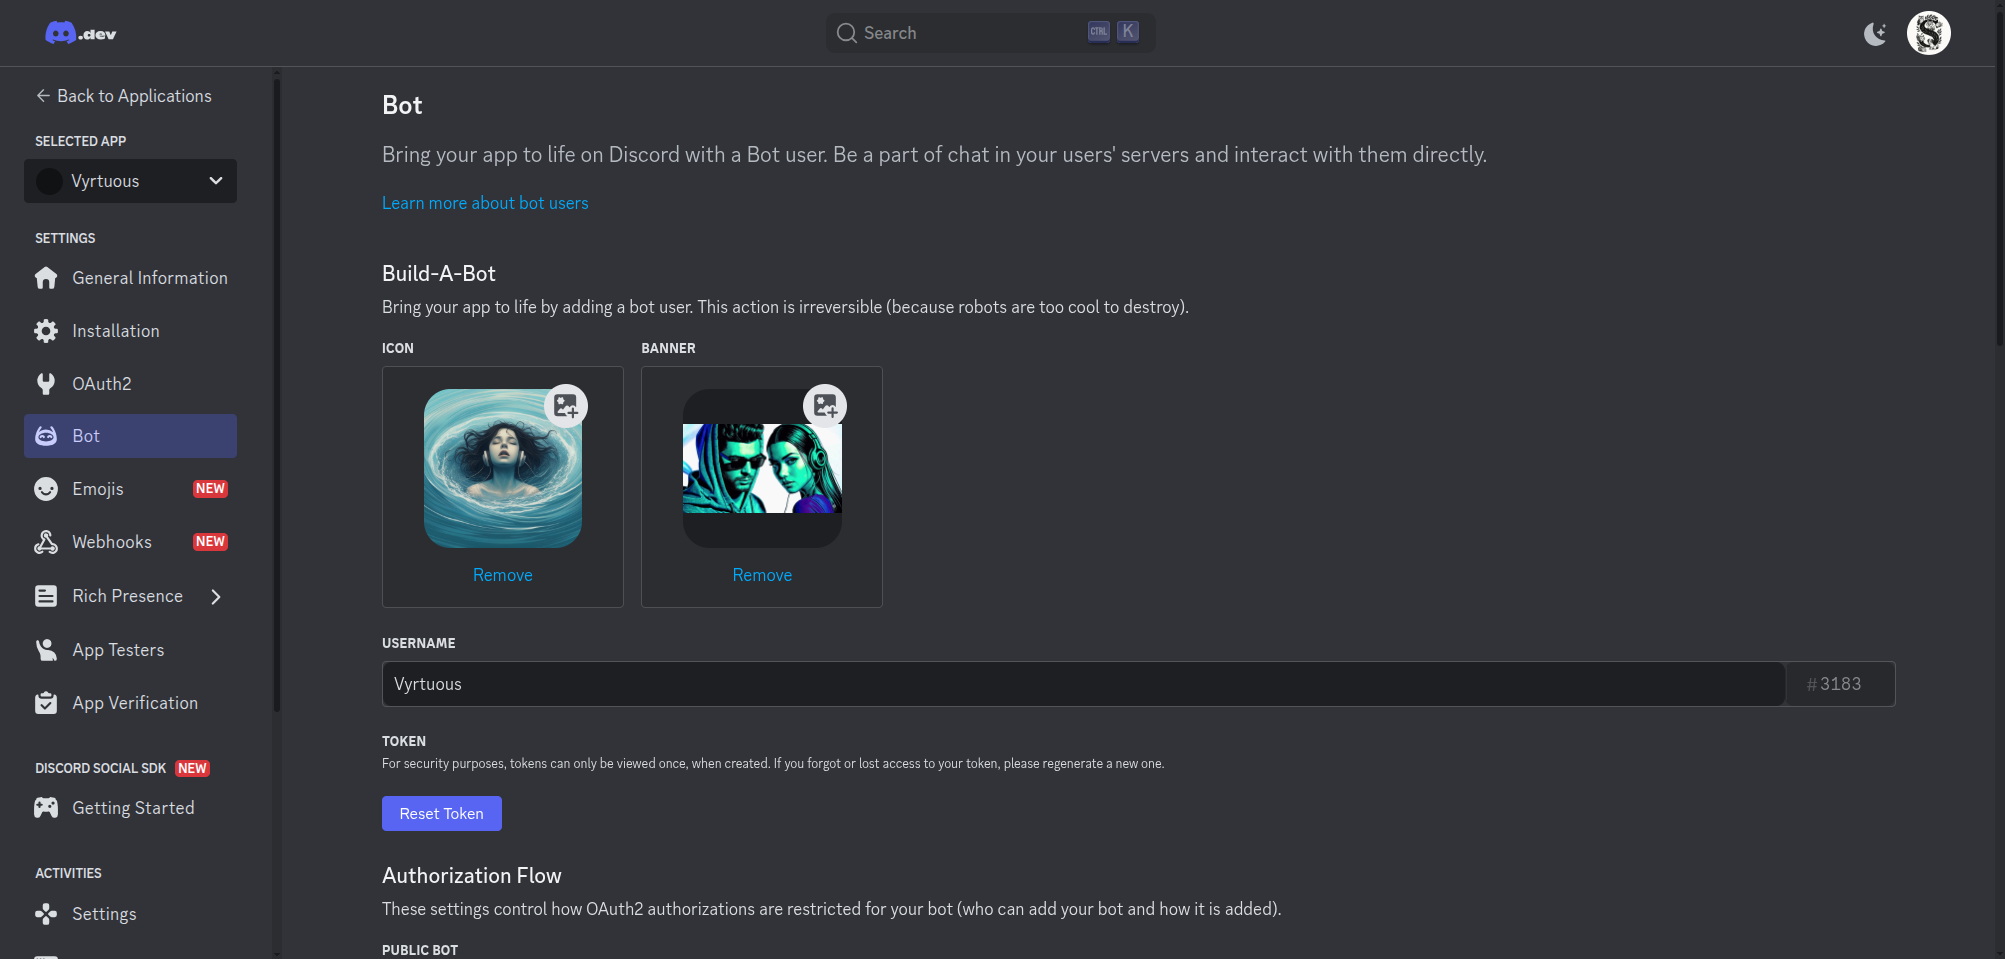 .dev
Search
CTRL K
Back to Applications
SELECTED APP
Vyrtuous
SETTINGS
General Information
Installation
OAuth2
Bot
Emojis NEW
Webhooks NEW
Rich Presence
App Testers
App Verification
DISCORD SOCIAL SDK NEW
Getting Started
ACTIVITIES
Settings
Bot
Bring your app to life on Discord with a Bot user. Be a part of chat in your users' servers and interact with them directly.
Learn more about bot users
Build-A-Bot
Bring your app to life by adding a bot user. This action is irreversible (because robots are too cool to destroy).
ICON BANNER
Remove Remove
USERNAME
Vyrtuous #3183
TOKEN
For security purposes, tokens can only be viewed once, when created. If you forgot or lost access to your token, please regenerate a new one.
Reset Token
Authorization Flow
These settings control how OAuth2 authorizations are restricted for your bot (who can add your bot and how it is added).
PUBLIC BOT